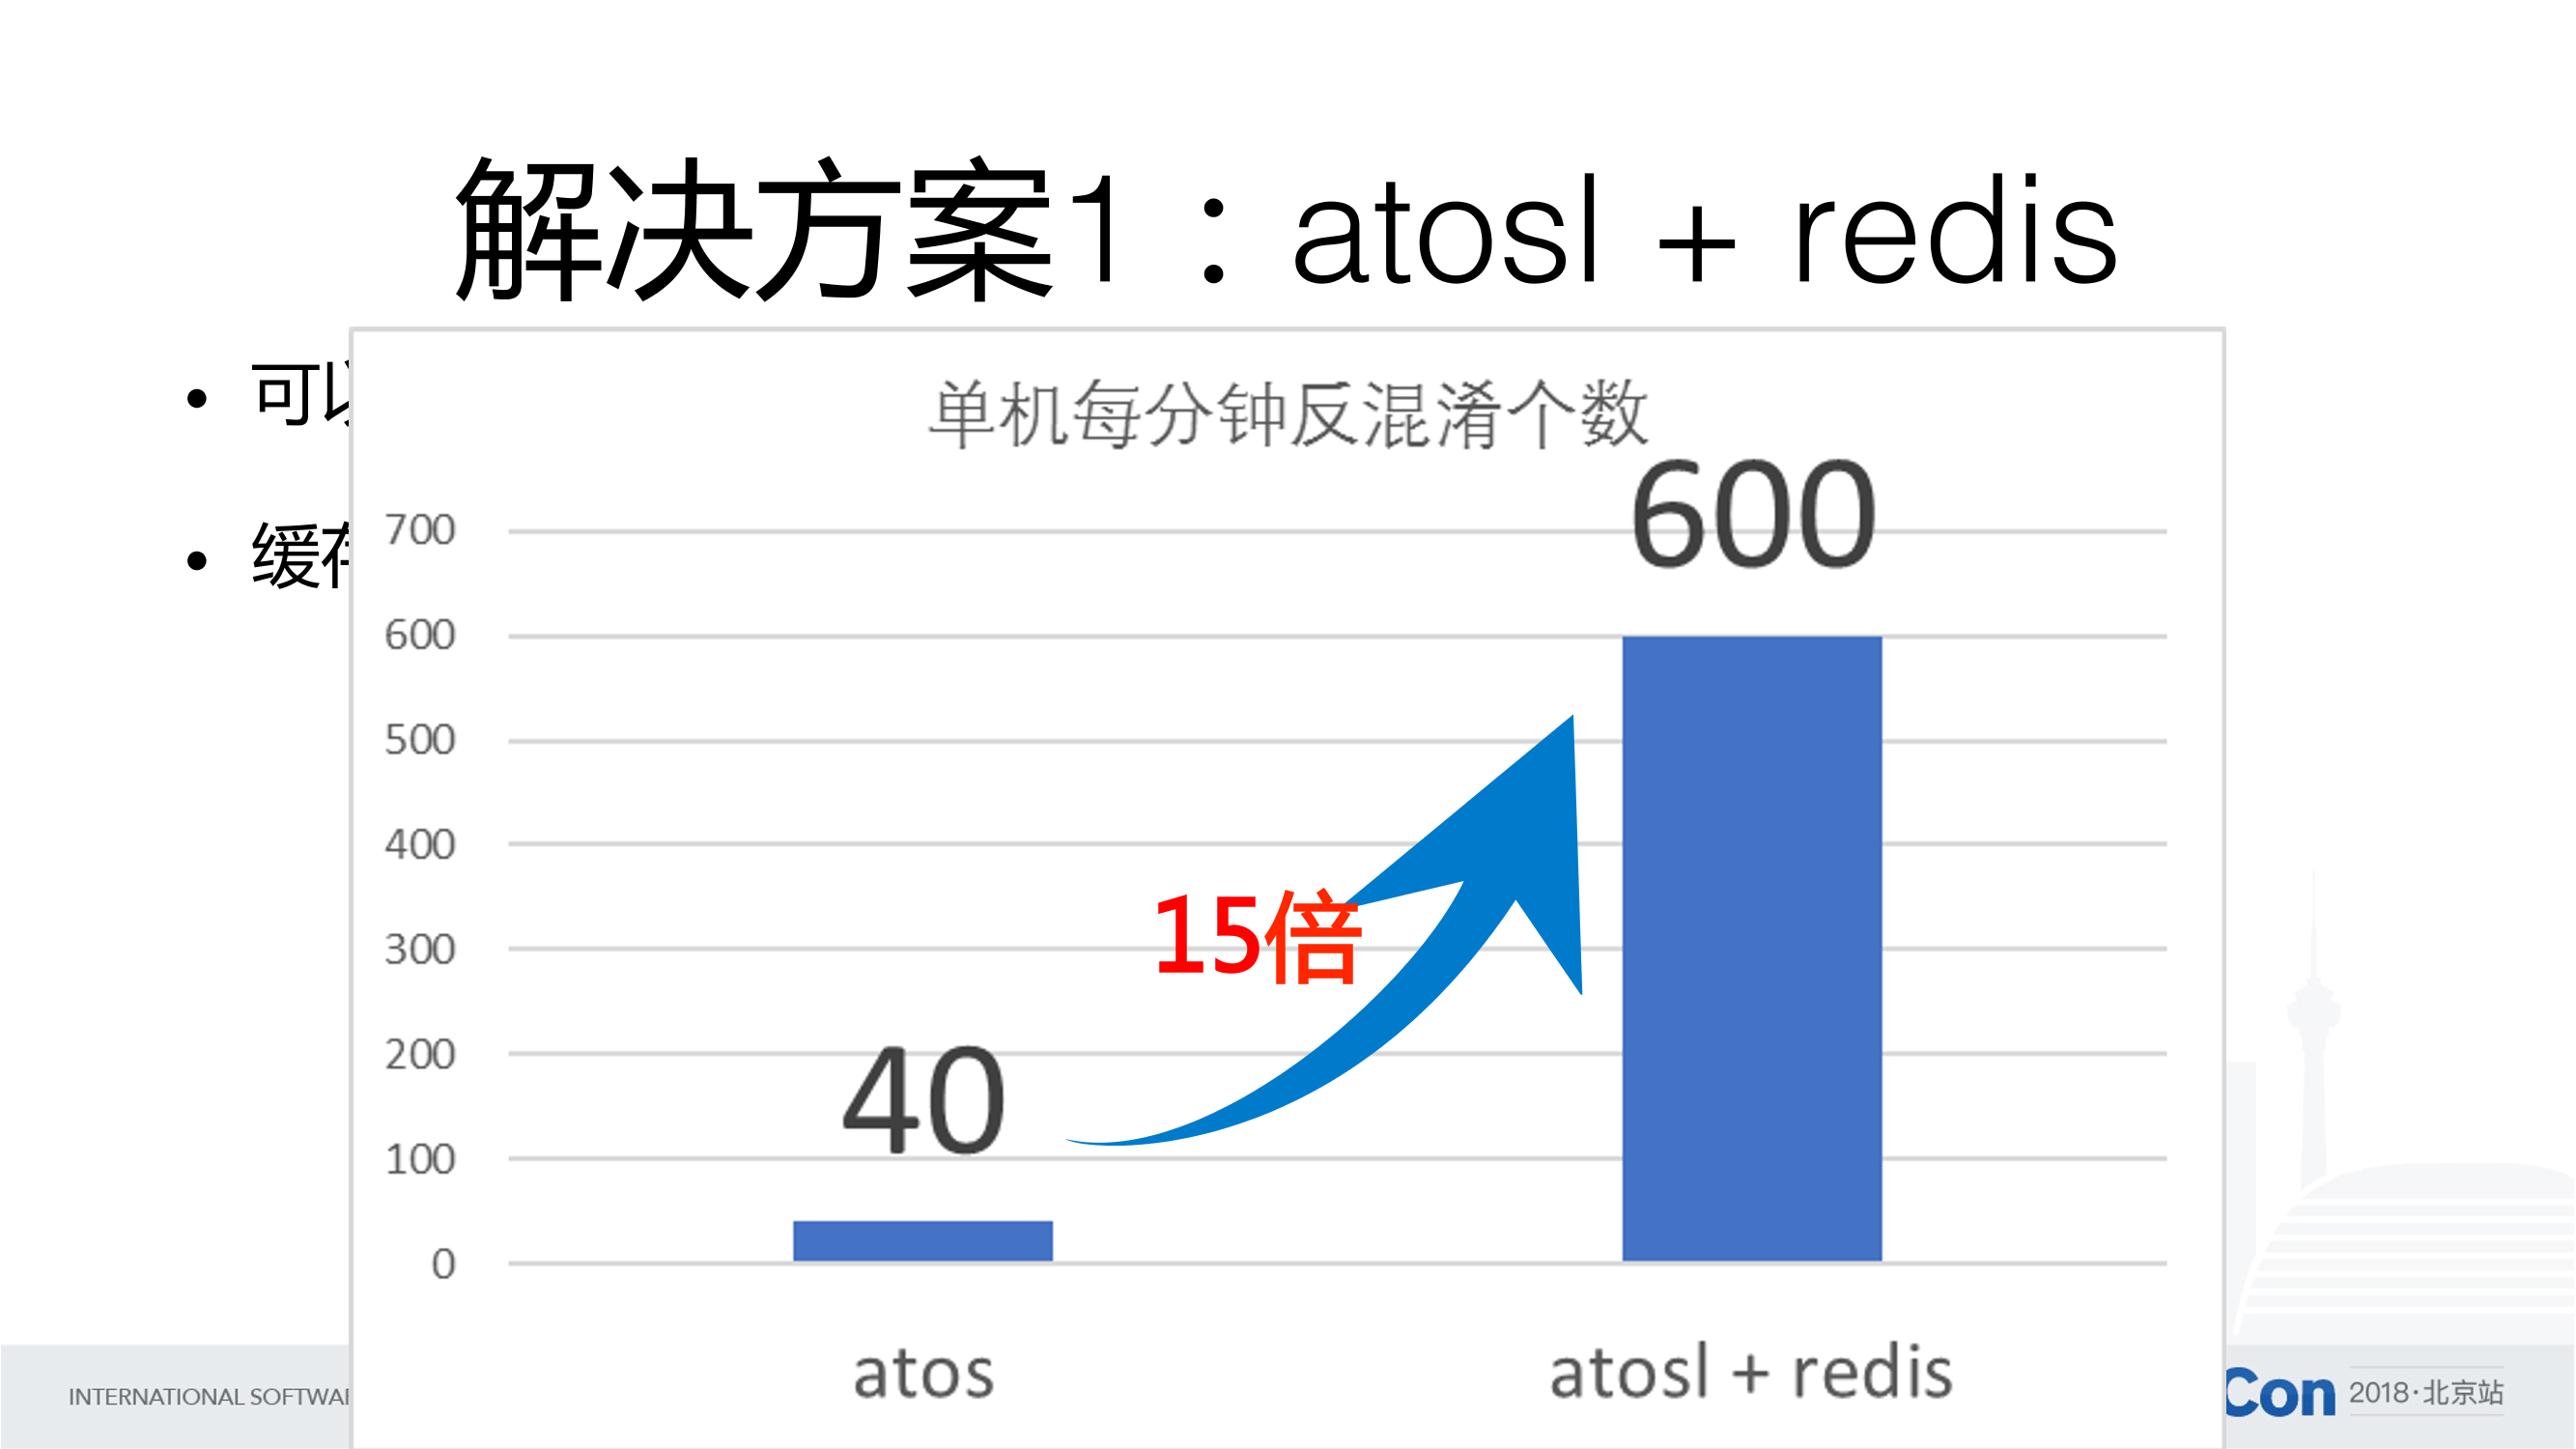 解决方案1：atosl + redis
• 可以
• 缓存
单机每分钟反混淆个数
700
600
500
400
300
200
100
0
600
15倍
40
atos
atosl + redis
INTERNATIONAL SOFTWA
Con 2018·北京站